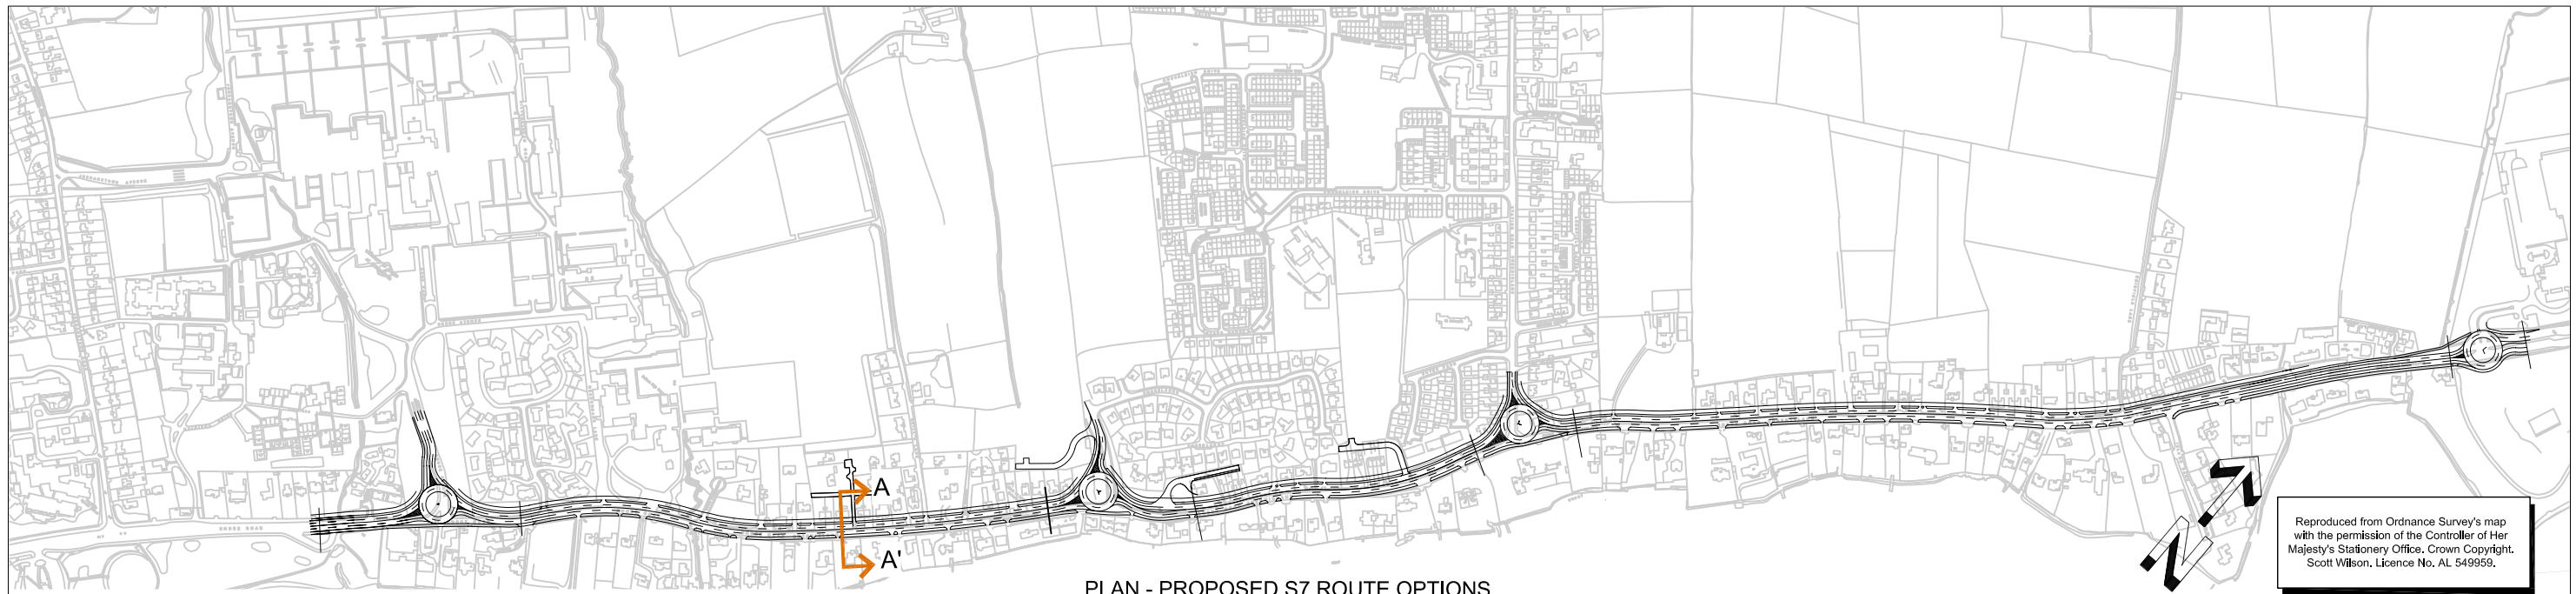 A
A'
PLAN - PROPOSED S7 ROUTE OPTIONS
N
Reproduced from Ordnance Survey's map
with the permission of the Controller of Her
Majesty's Stationery Office. Crown Copyright.
Scott Wilson. Licence No. AL 549959.